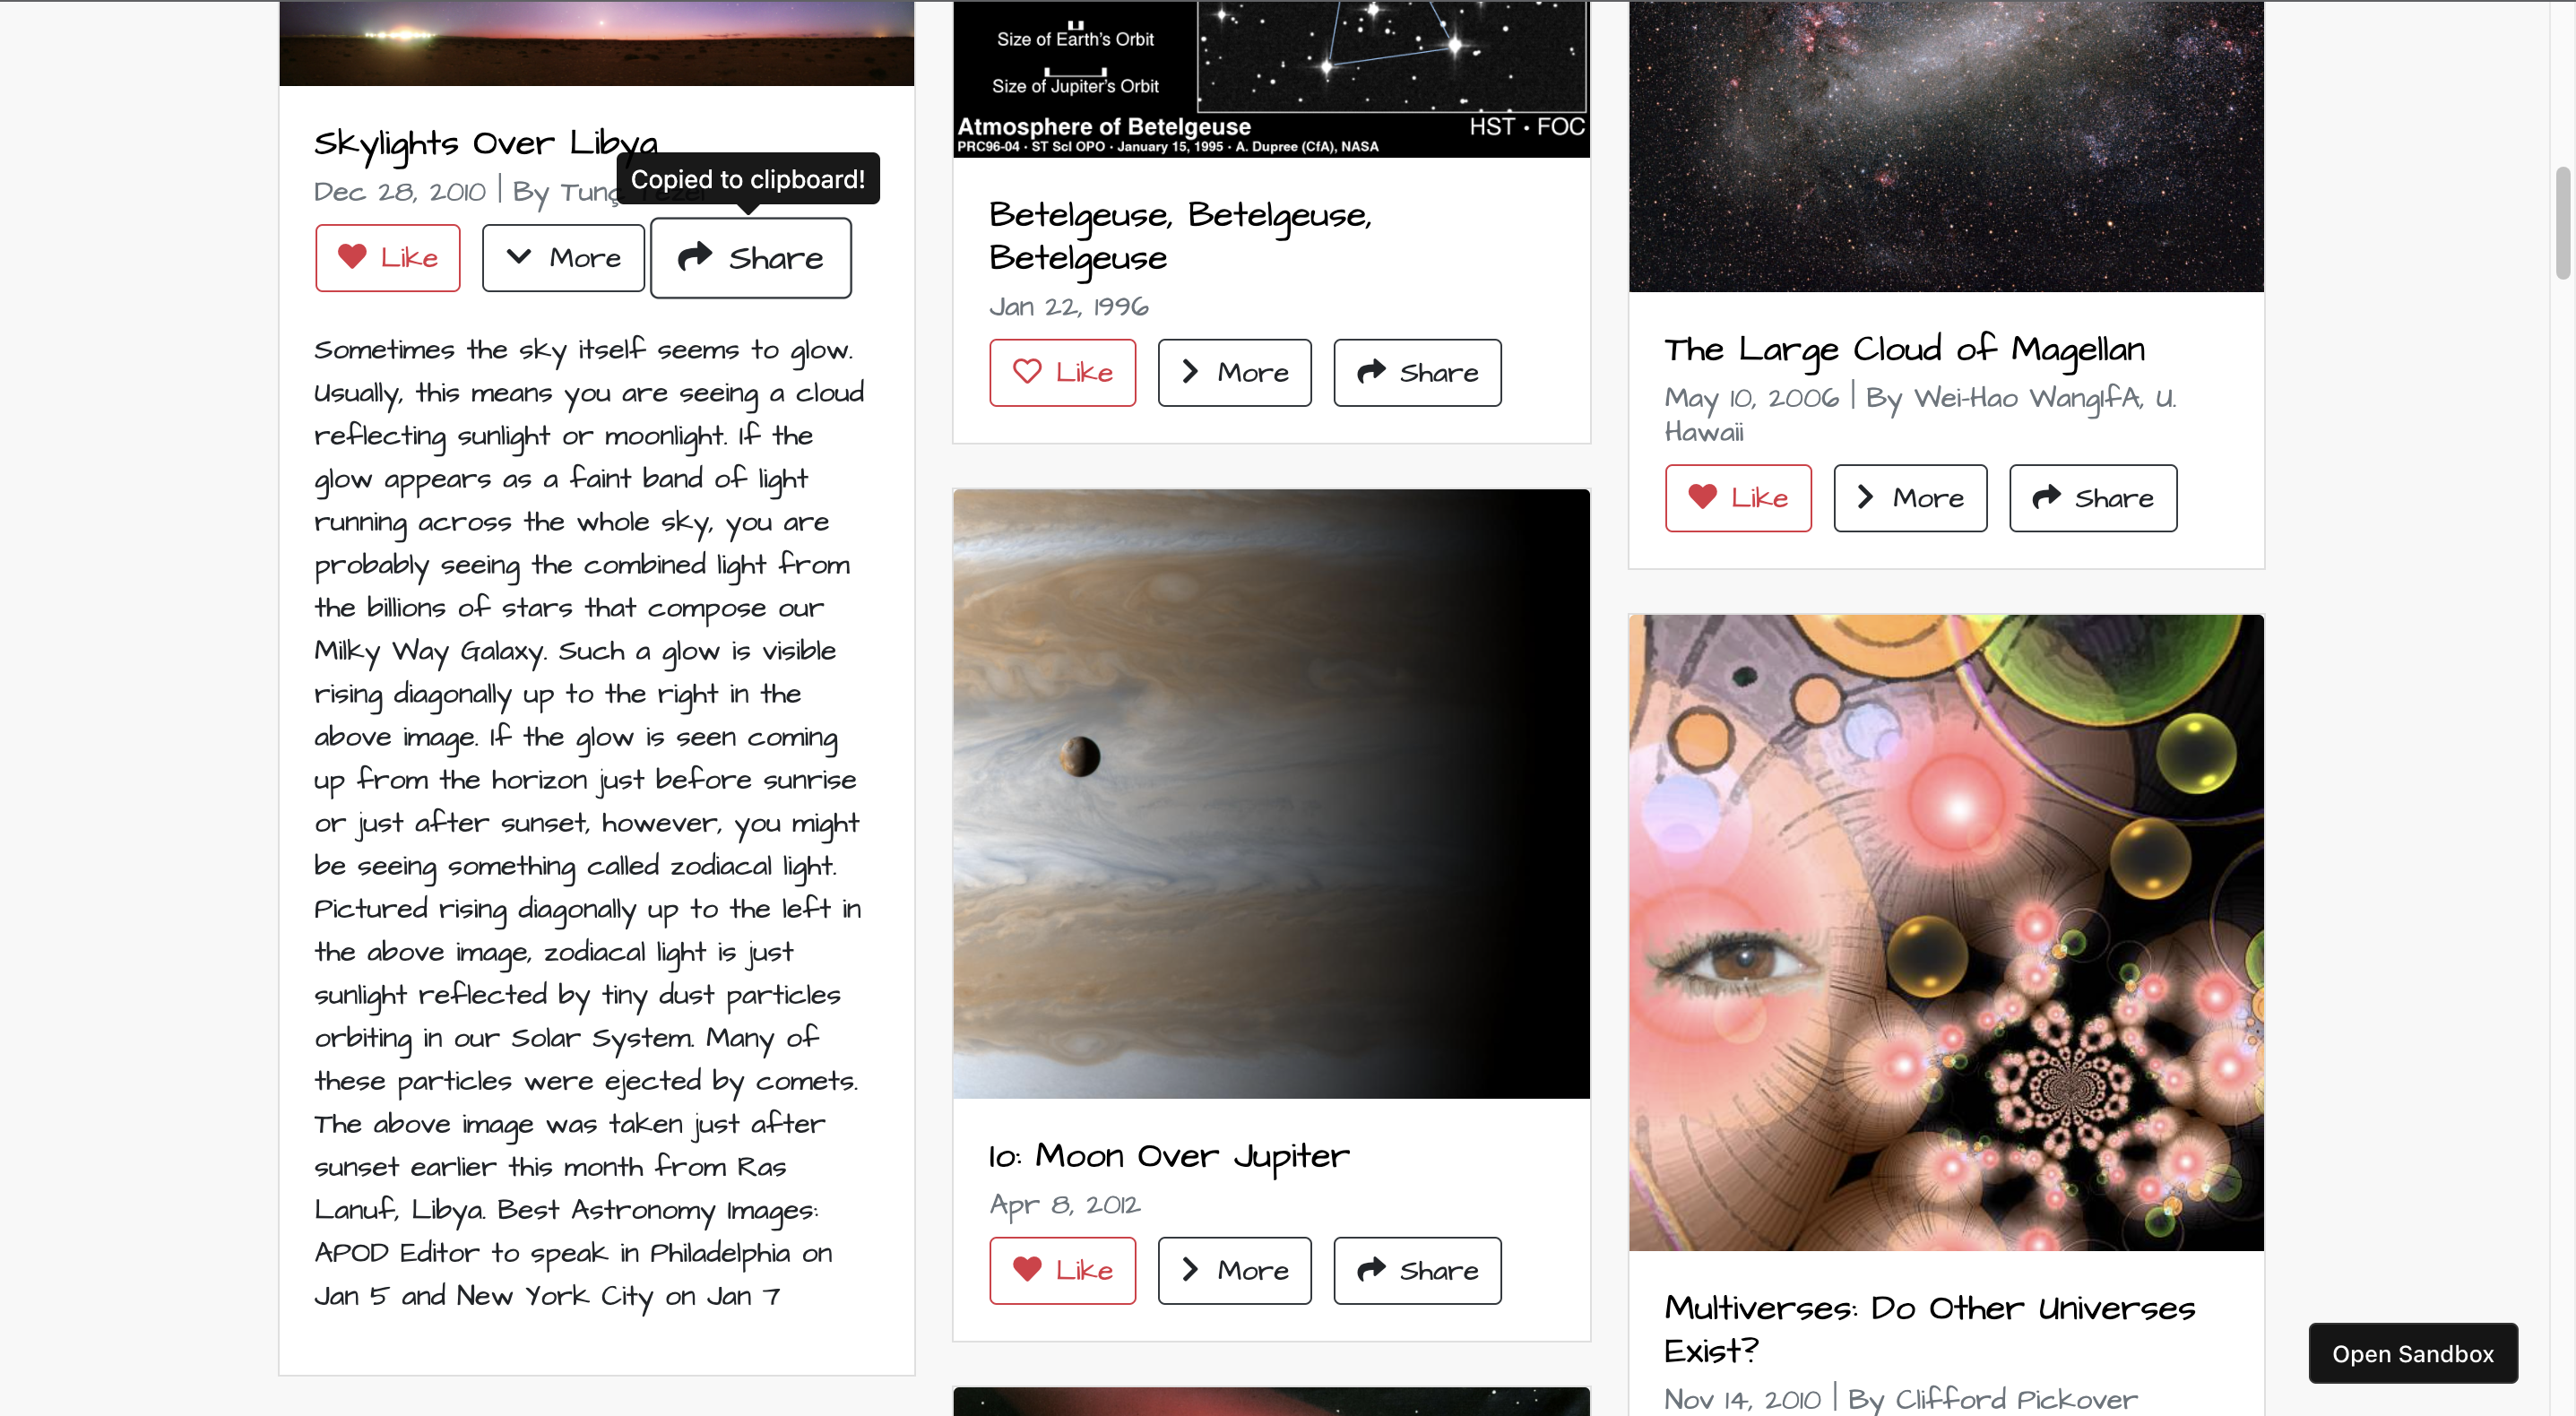 Skylights Over Libya
Copied to clipboard!
Dec 28, 2010 | By Tunç Tezel
Like
More
Share
Sometimes the sky itself seems to glow.
Usually, this means you are seeing a cloud
reflecting sunlight or moonlight. If the
glow appears as a faint band of light
running across the whole sky, you are
probably seeing the combined light from
the billions of stars that compose our
Milky Way Galaxy. Such a glow is visible
rising diagonally up to the right in the
above image. If the glow is seen coming
up from the horizon just before sunrise
or just after sunset, however, you might
be seeing something called zodiacal light.
Pictured rising diagonally up to the left in
the above image, zodiacal light is just
sunlight reflected by tiny dust particles
orbiting in our Solar System. Many of
these particles were ejected by comets.
The above image was taken just after
sunset earlier this month from Ras
Lanuf, Libya. Best Astronomy Images:
APOD Editor to speak in Philadelphia on
Jan 5 and New York City on Jan 7
Size of Earth's Orbit
Size of Jupiter's Orbit
Atmosphere of Betelgeuse
HST · FOC
PRC96-04 · ST ScI OPO · January 15, 1995 · A. Dupree (CfA), NASA
Betelgeuse, Betelgeuse,
Betelgeuse
Jan 22, 1996
Like
More
Share
Io: Moon Over Jupiter
Apr 8, 2012
Like
More
Share
The Large Cloud of Magellan
May 10, 2006 | By Wei-Hao WangIfA, U.
Hawaii
Like
More
Share
Multiverses: Do Other Universes
Exist?
Nov 14, 2010 | By Clifford Pickover
Open Sandbox